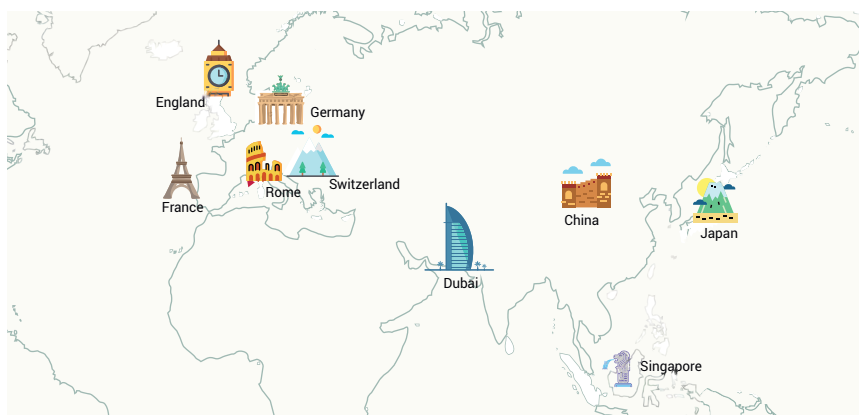 England
Germany
Switzerland
Rome
France
China
Japan
Dubai
Singapore